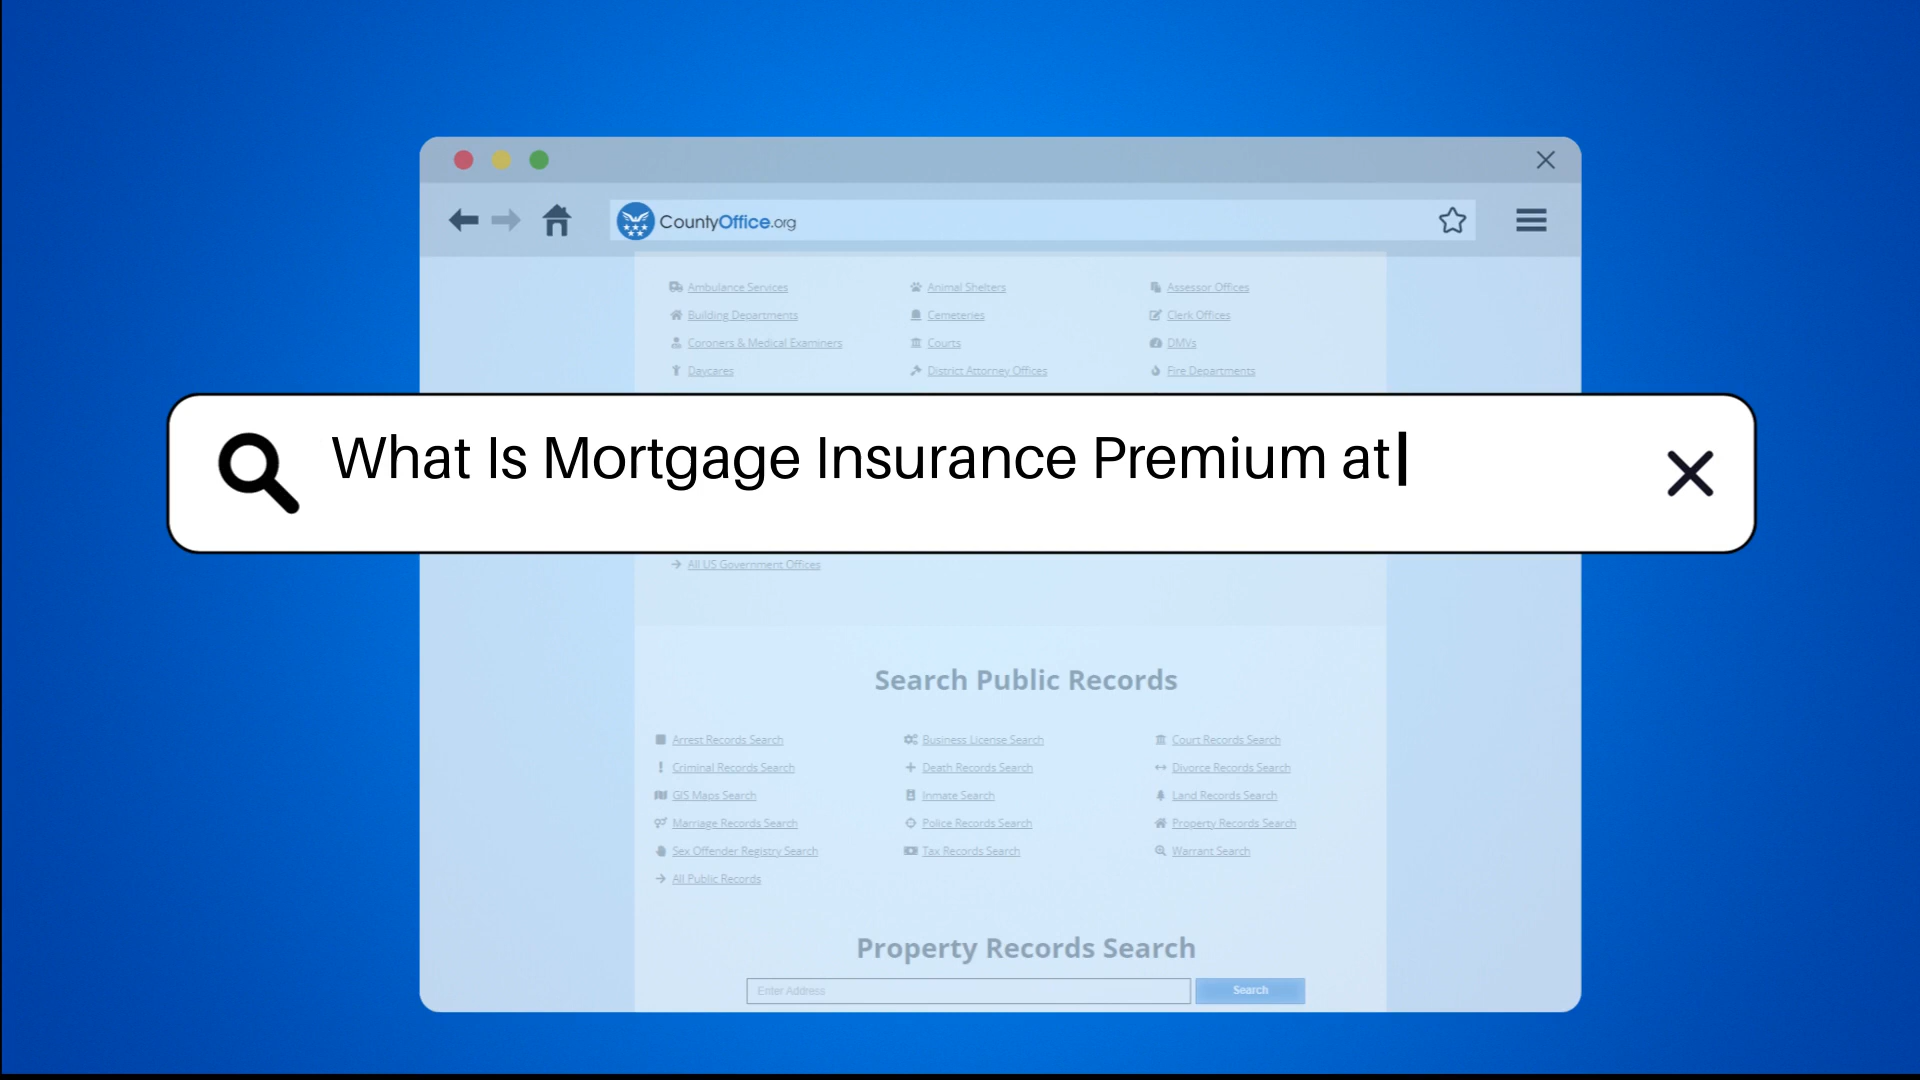 CountyOffice.org
Ambulance Services Animal Shelters Assessor Offices
Building Departments Cemeteries Clerk Offices
Coroners & Medical Examiners Courts DMVs
Daycares District Attorney Offices Fire Departments
What Is Mortgage Insurance Premium at
All US Government Offices
Search Public Records
Arrest Records Search Business License Search Court Records Search
Criminal Records Search Death Records Search Divorce Records Search
GIS Maps Search Inmate Search Land Records Search
Marriage Records Search Police Records Search Property Records Search
Sex Offender Registry Search Tax Records Search Warrant Search
All Public Records
Property Records Search
Enter Address Search